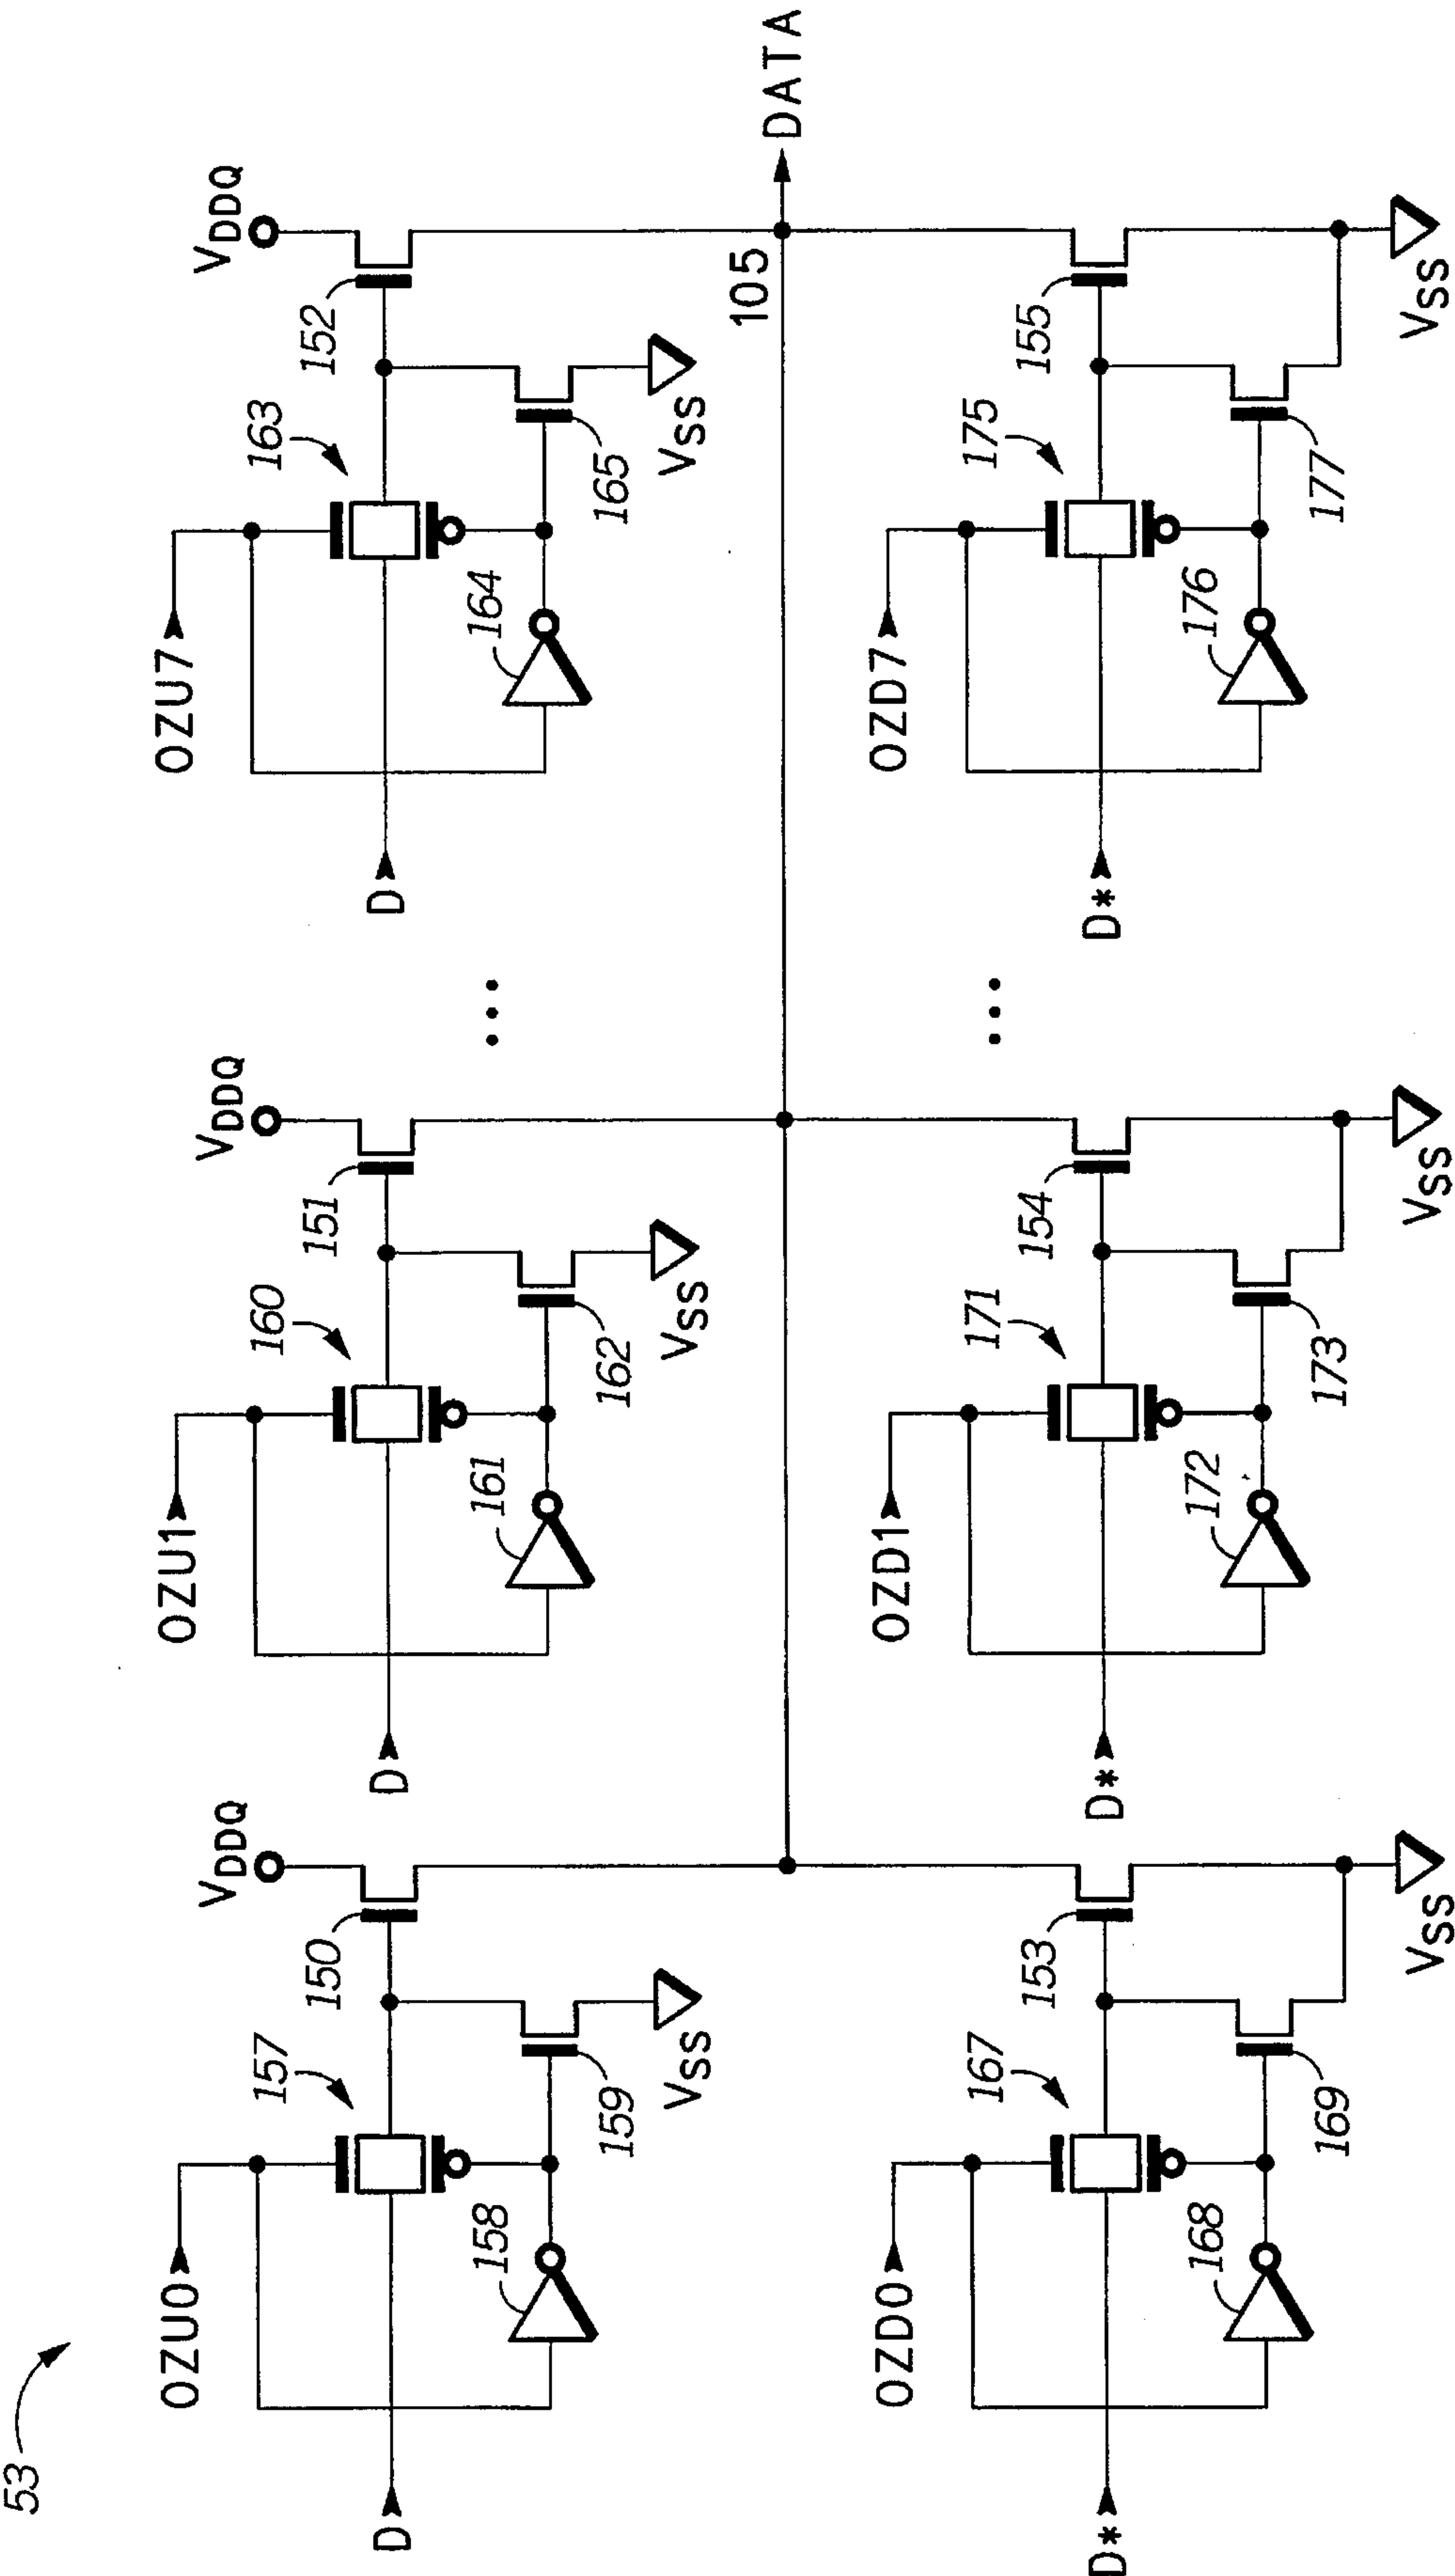 53
OZU0
D
157
158
150
VDDQ
159
VSS
OZU1
D
160
161
151
VDDQ
162
VSS
...
OZU7
D
163
164
152
VDDQ
165
VSS
105
DATA
OZD0
D*
167
168
153
169
VSS
OZD1
D*
171
172
154
173
VSS
...
OZD7
D*
175
176
155
177
VSS